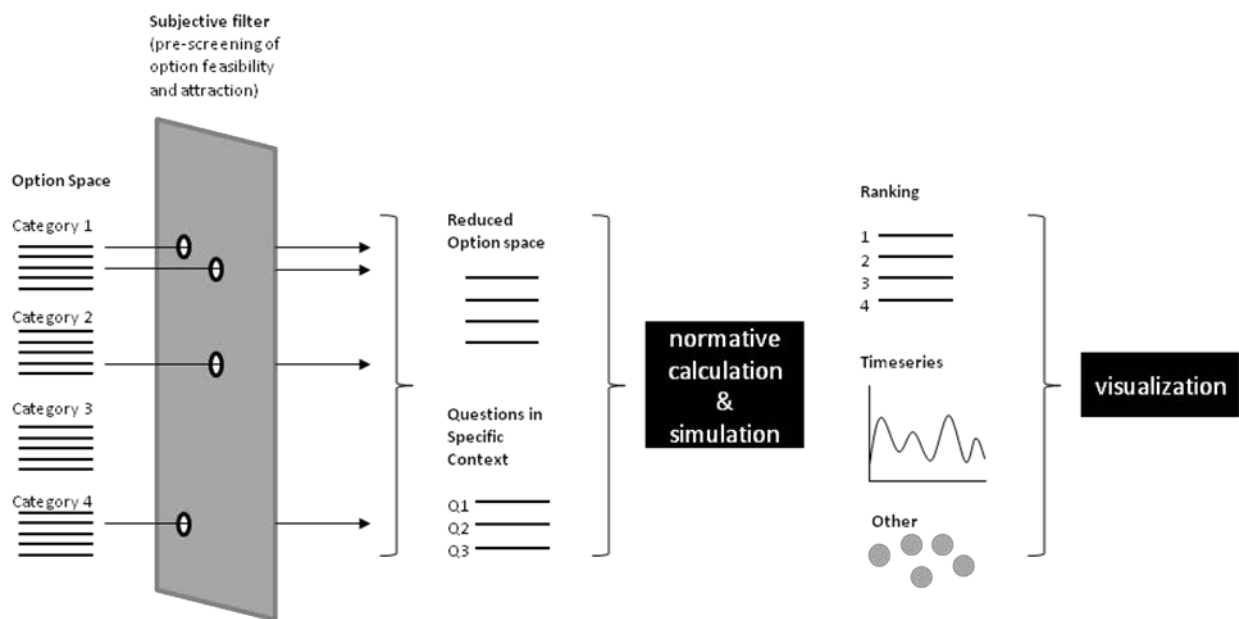 Subjective filter
(pre-screening of
option feasibility
and attraction)
Option Space
Category 1
Category 2
Category 3
Category 4
Reduced
Option space
Questions in
Specific
Context
Q1
Q2
Q3
normative
calculation
&
simulation
Ranking
1
2
3
4
Timeseries
Other
visualization